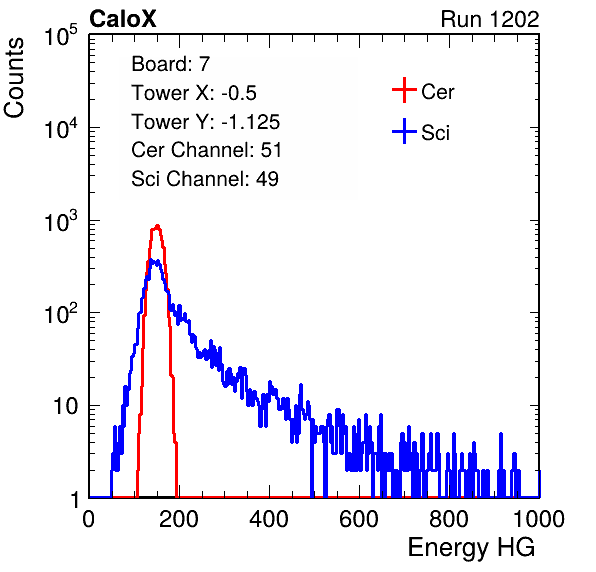 CaloX Run 1202
Counts
Board: 7
Tower X: -0.5
Tower Y: -1.125
Cer Channel: 51
Sci Channel: 49
Cer
Sci
10^5
10^4
10^3
10^2
10
1
0 200 400 600 800 1000
Energy HG